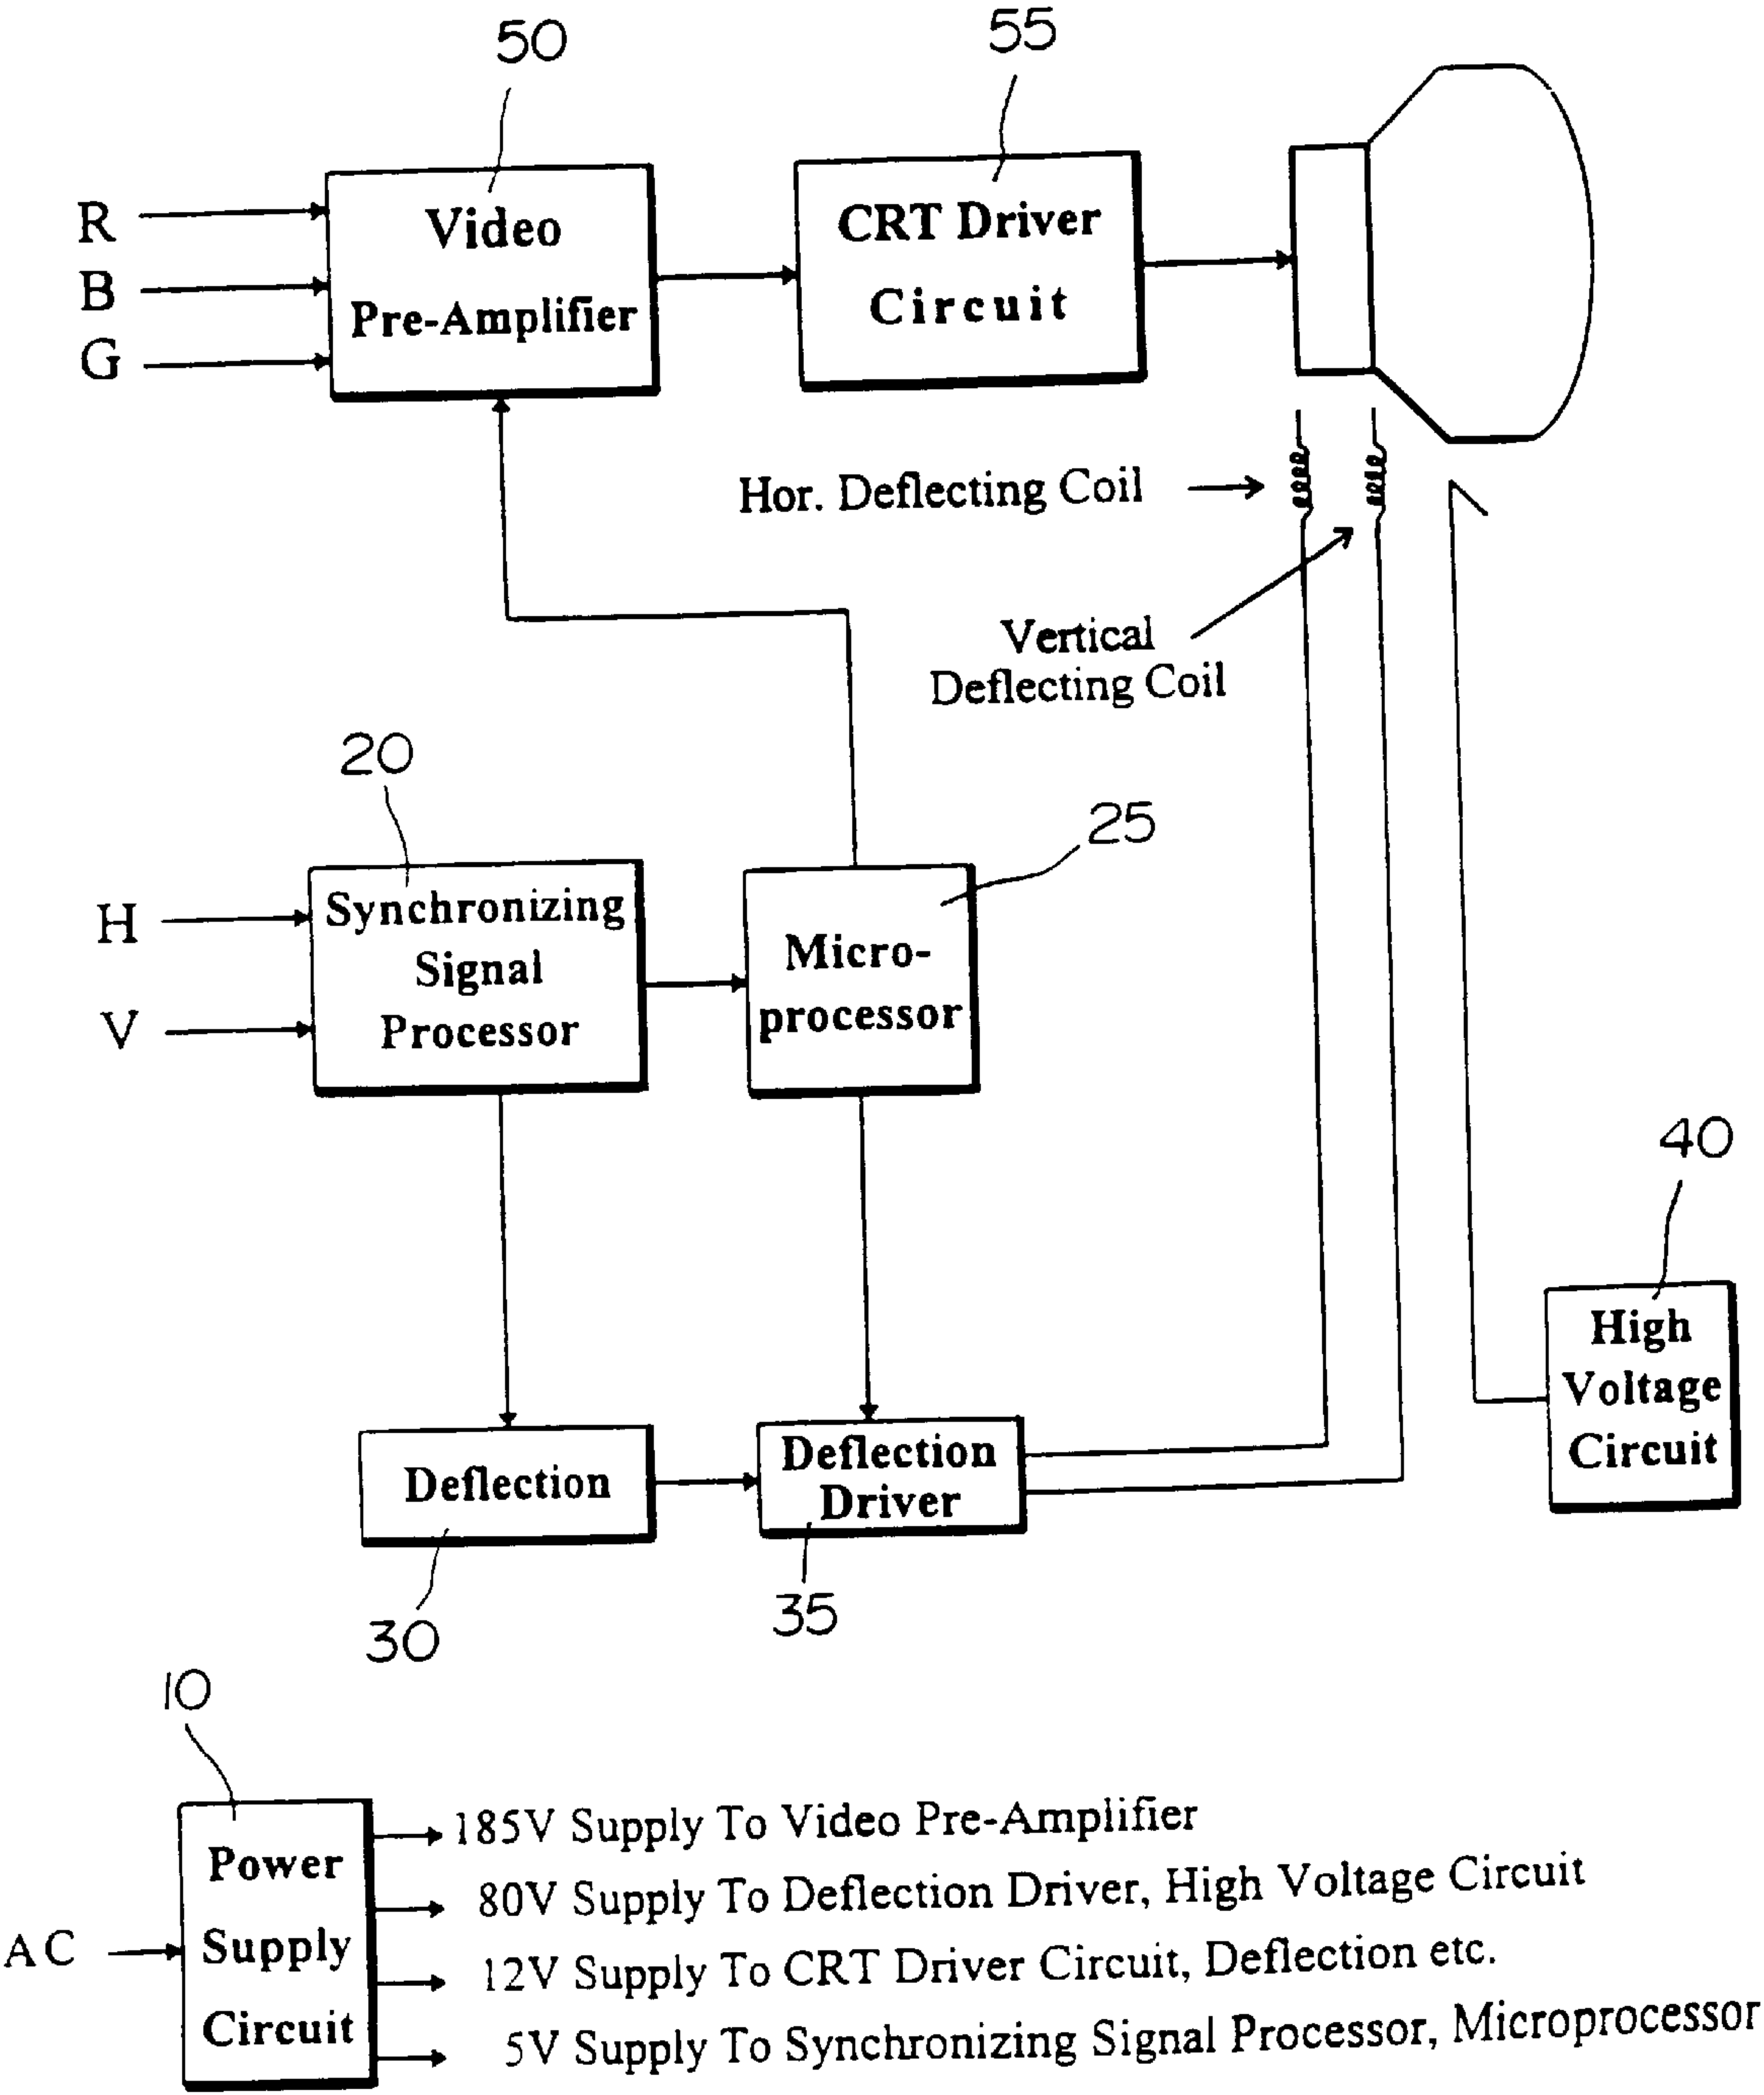 50
55
R
B
G
Video
Pre-Amplifier
CRT Driver
Circuit
Hor. Deflecting Coil
Vertical
Deflecting Coil
20
25
H
V
Synchronizing
Signal
Processor
Micro-
processor
40
High
Voltage
Circuit
Deflection
Deflection
Driver
30
35
10
AC
Power
Supply
Circuit
185V Supply To Video Pre-Amplifier
80V Supply To Deflection Driver, High Voltage Circuit
12V Supply To CRT Driver Circuit, Deflection etc.
5V Supply To Synchronizing Signal Processor, Microprocessor